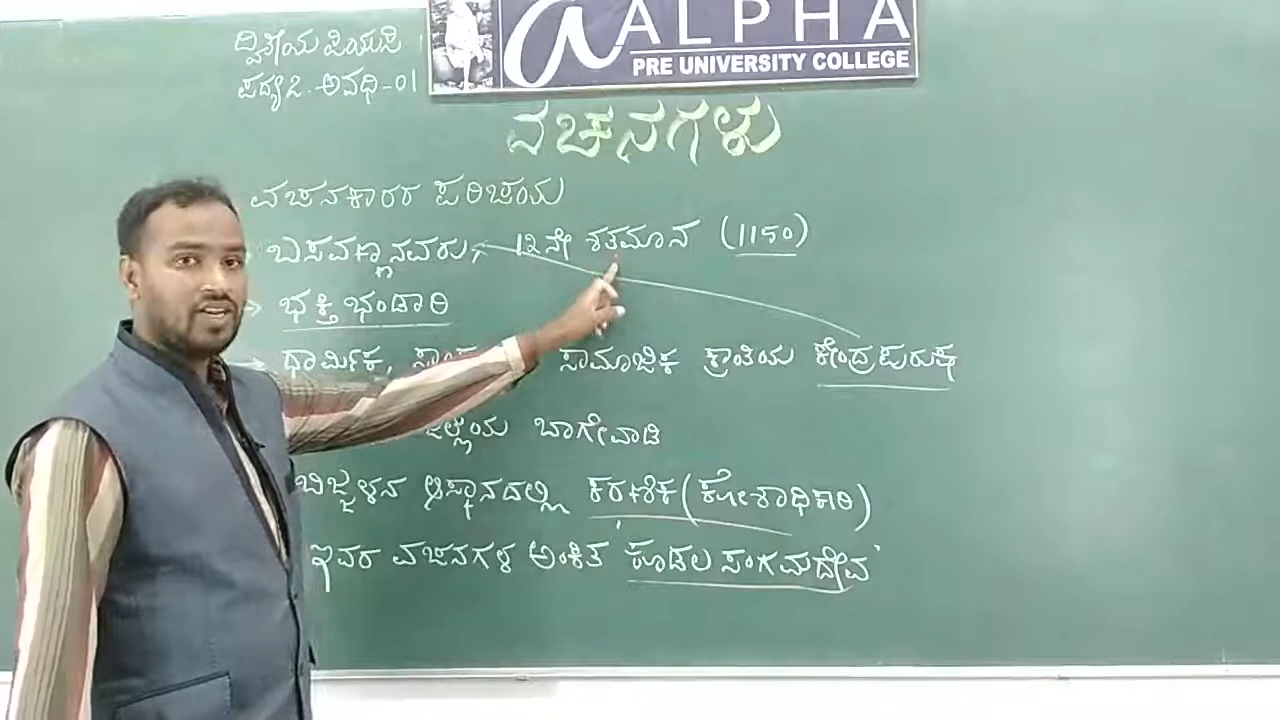 ALPHA
PRE UNIVERSITY COLLEGE
ದ್ವಿತೀಯ ಪಿಯುಸಿ
ಪದ್ಯ ೭. ಅವಧಿ-01
ವಚನಗಳು
ವಚನಕಾರರ ಪರಿಚಯ
ಬಸವಣ್ಣನವರು, 12ನೇ ಶತಮಾನ (1150)
ಭಕ್ತಿ ಭಂಡಾರಿ
ಧಾರ್ಮಿಕ, ಸಾಮಾಜಿಕ ಕ್ರಾಂತಿಯ ಕೇಂದ್ರಪುರುಷ
ಜಿಲ್ಲೆಯ ಬಾಗೇವಾಡಿ
ಬಿಜ್ಜಳನ ಆಸ್ಥಾನದಲ್ಲಿ ಕರಣಿಕ (ಕೋಶಾಧಿಕಾರಿ)
ಇವರ ವಚನಗಳ ಅಂಕಿತ ಕೂಡಲ ಸಂಗಮದೇವ'